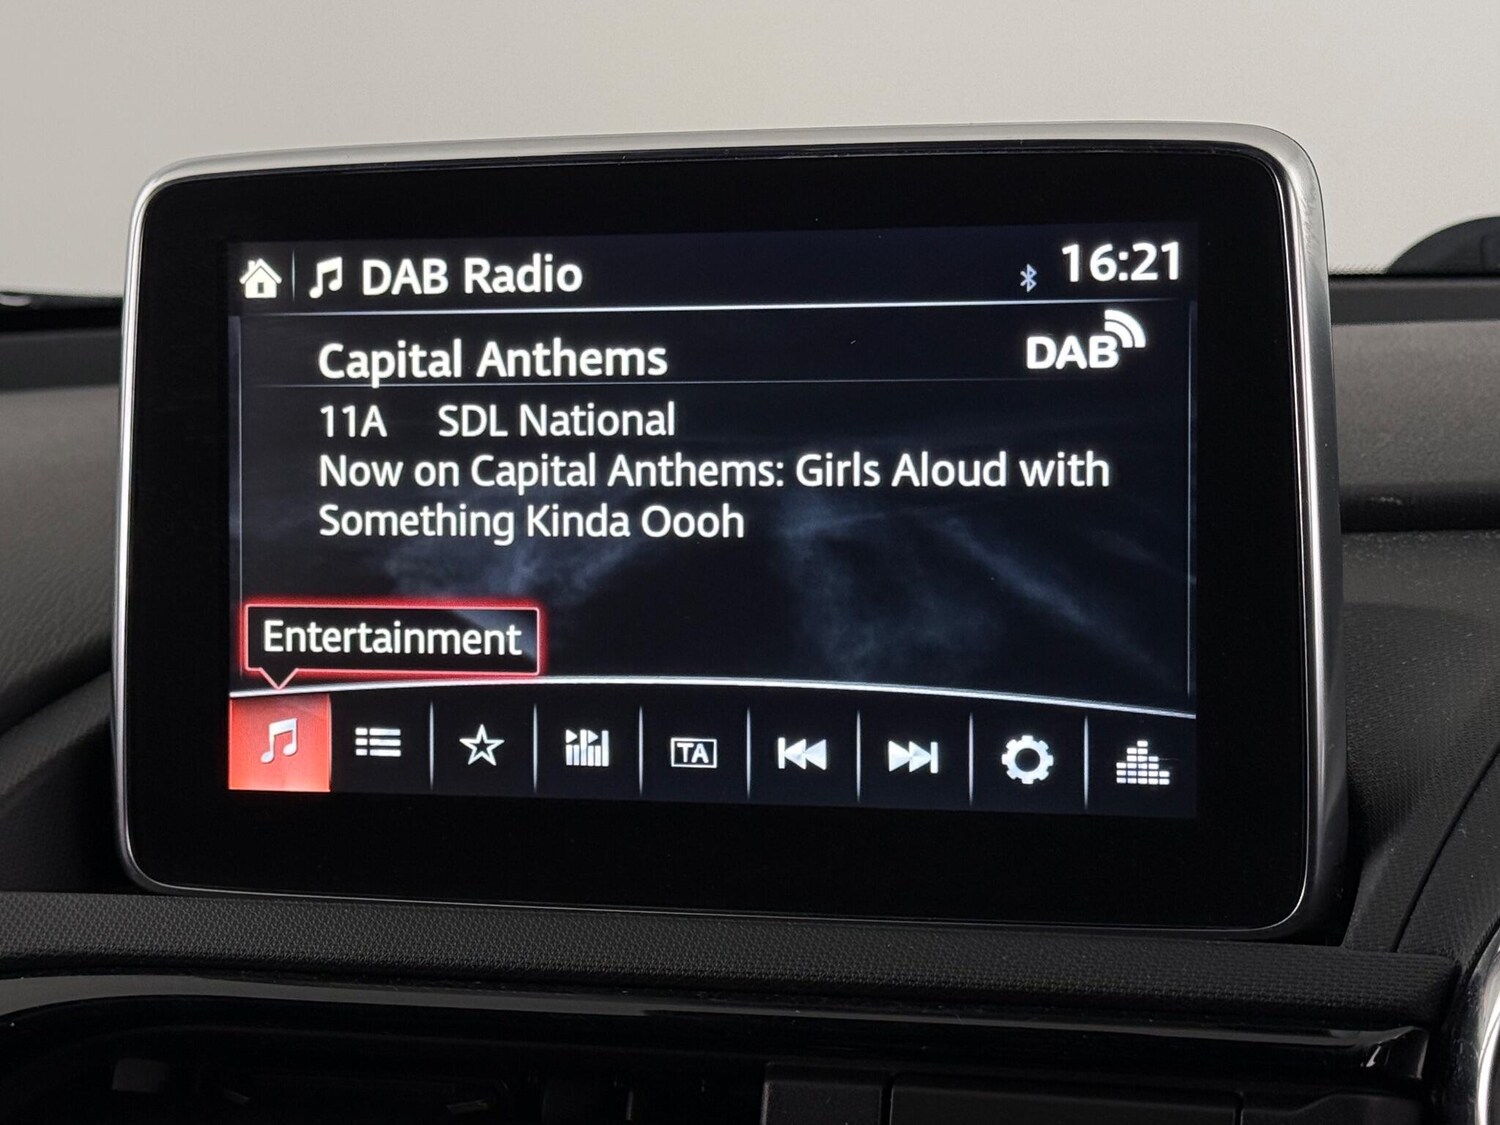 DAB Radio 16:21
Capital Anthems DAB
11A SDL National
Now on Capital Anthems: Girls Aloud with
Something Kinda Oooh
Entertainment
TA